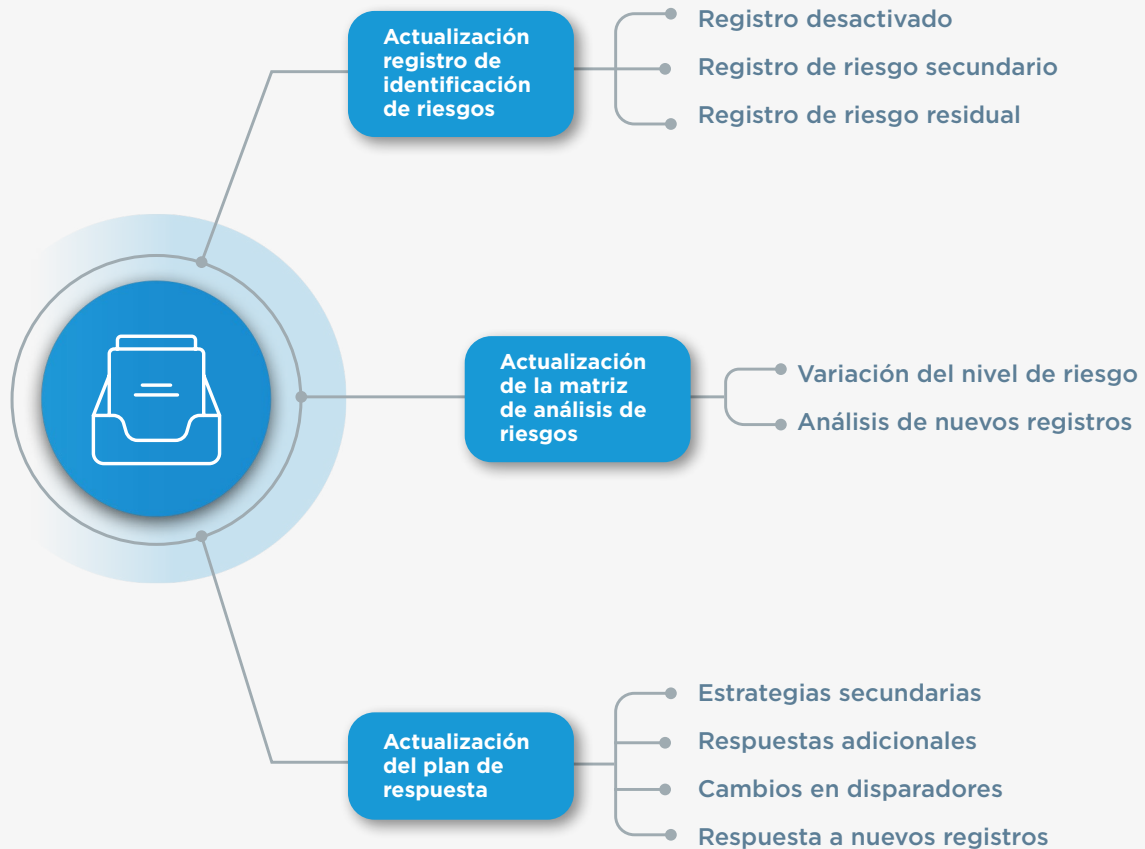 Actualización
registro de
identificación
de riesgos
Registro desactivado
Registro de riesgo secundario
Registro de riesgo residual
Actualización
de la matriz
de análisis de
riesgos
Variación del nivel de riesgo
Análisis de nuevos registros
Actualización
del plan de
respuesta
Estrategias secundarias
Respuestas adicionales
Cambios en disparadores
Respuesta a nuevos registros